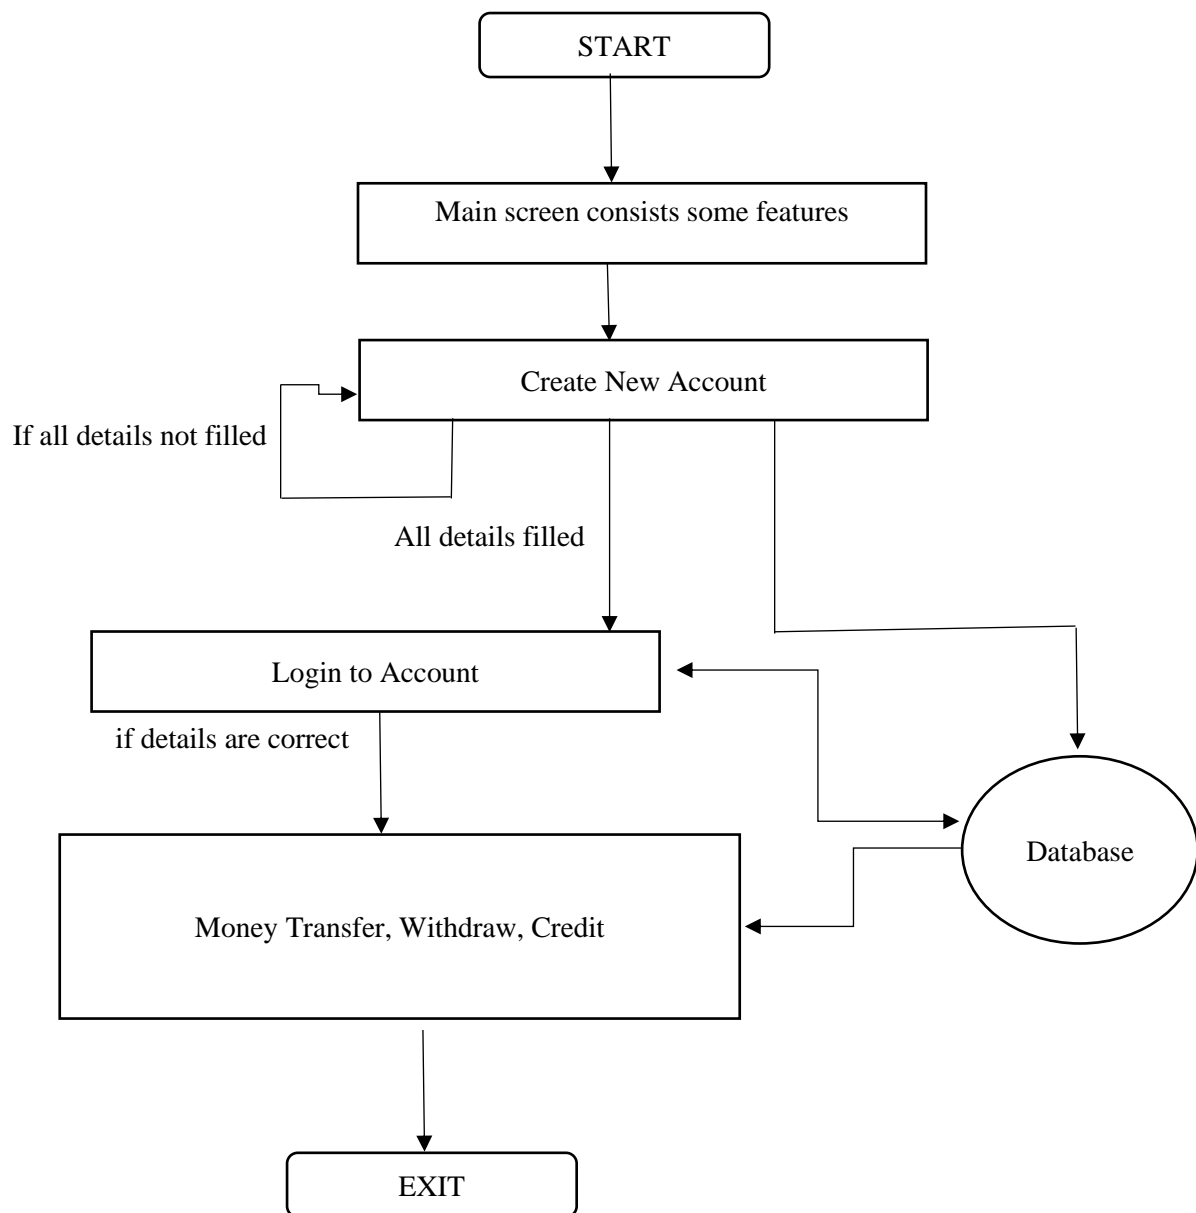 START
Main screen consists some features
Create New Account
If all details not filled
All details filled
Login to Account
if details are correct
Database
Money Transfer, Withdraw, Credit
EXIT